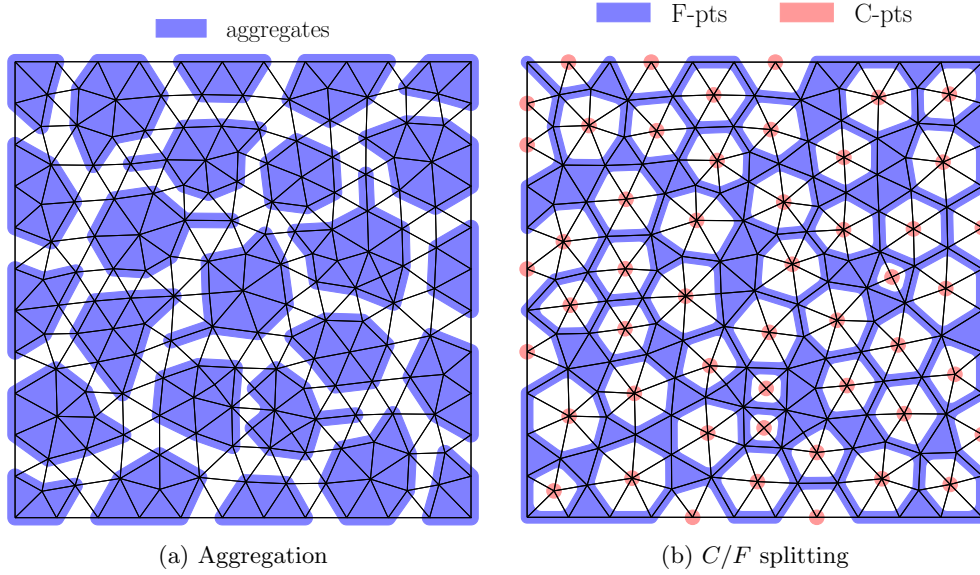 aggregates
F-pts C-pts
(a) Aggregation
(b) C/F splitting